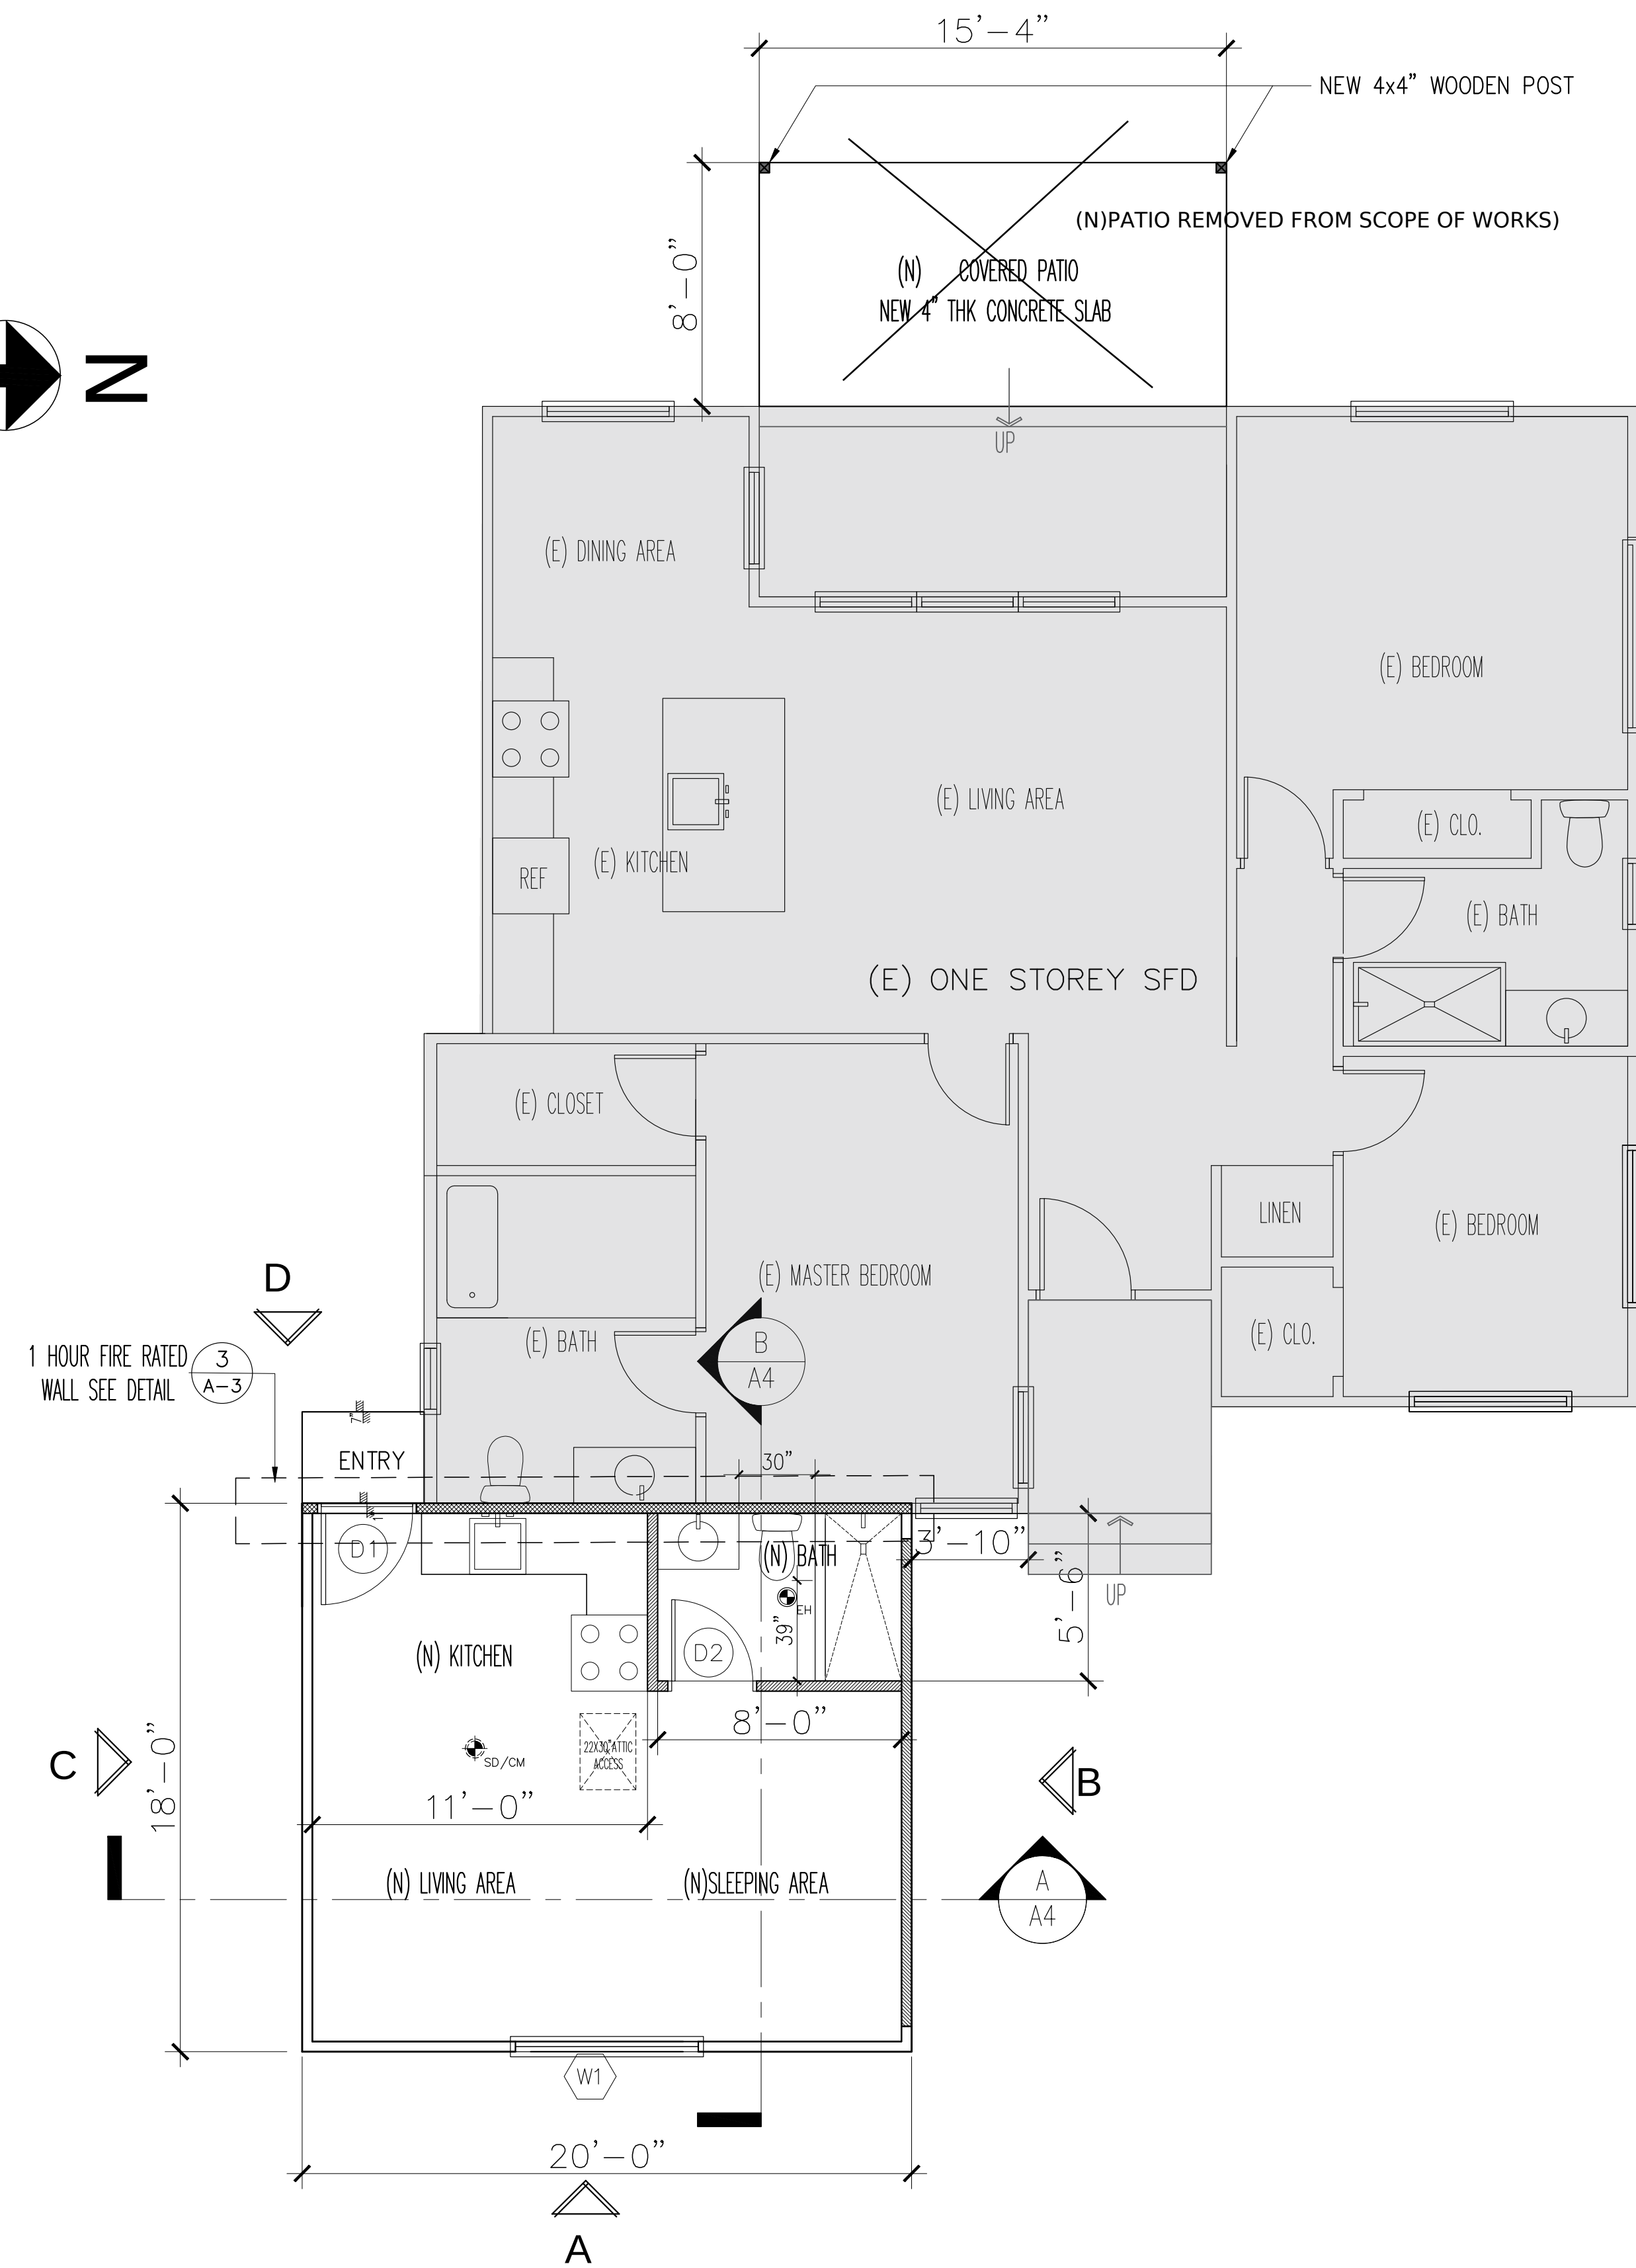 15'-4"
NEW 4x4" WOODEN POST
(N)PATIO REMOVED FROM SCOPE OF WORKS)
8'-0"
(N) COVERED PATIO
NEW 4" THK CONCRETE SLAB
N
UP
(E) DINING AREA
(E) BEDROOM
(E) LIVING AREA
(E) CLO.
(E) KITCHEN
REF
(E) BATH
(E) ONE STOREY SFD
(E) CLOSET
LINEN
(E) BEDROOM
(E) MASTER BEDROOM
D
(E) CLO.
(E) BATH
B
A4
1 HOUR FIRE RATED
WALL SEE DETAIL
3
A-3
7"
ENTRY
30"
1"
D1
(N) BATH
3'-10"
5'-6"
UP
EH
39"
(N) KITCHEN
D2
8'-0"
22X30"ATTIC
ACCESS
SD/CM
C
18'-0"
B
11'-0"
(N) LIVING AREA
(N)SLEEPING AREA
A
A4
W1
20'-0"
A